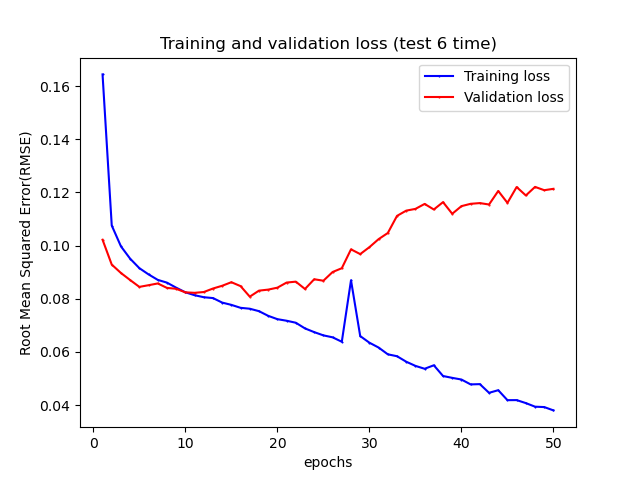 Training and validation loss (test 6 time)
Training loss
Validation loss
Root Mean Squared Error(RMSE)
0.16
0.14
0.12
0.10
0.08
0.06
0.04
0 10 20 30 40 50
epochs